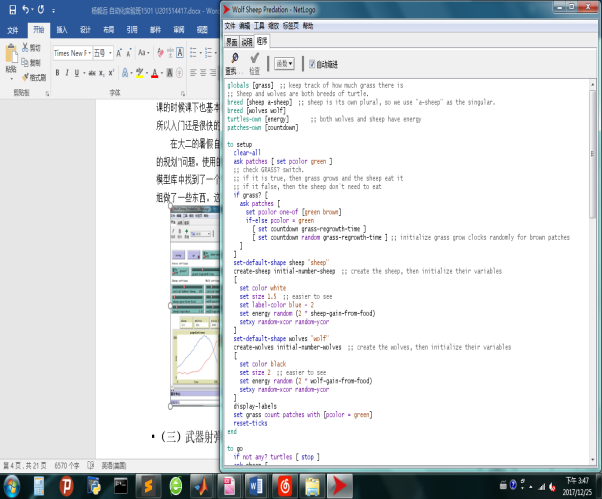 杨帆后 自动化实验班1501 U201514417.docx - Wor
文件 开始 插入 设计 布局 引用 邮件 审阅 视图
剪切
复制
粘贴 格式刷
Times New F 五号
剪贴板 字体
课的时候课下也基本
所以入门还是很快的
在大二的暑假自
的规划"问题，使用的
模型库中找到了一个
组做了一些东西，这
• （三）武器射弹
第 4 页，共 21 页 6570 个字 英语(美国)
Wolf Sheep Predation - NetLogo
文件 编辑 工具 缩放 标签页 帮助
界面 说明 程序
查找... 检查 函数 自动缩进
globals [grass]  ;; keep track of how much grass there is
;; Sheep and wolves are both breeds of turtle.
breed [sheep a-sheep]  ;; sheep is its own plural, so we use "a-sheep" as the singular.
breed [wolves wolf]
turtles-own [energy]       ;; both wolves and sheep have energy
patches-own [countdown]
to setup
  clear-all
  ask patches [ set pcolor green ]
  ;; check GRASS? switch.
  ;; if it is true, then grass grows and the sheep eat it
  ;; if it false, then the sheep don't need to eat
  if grass? [
    ask patches [
      set pcolor one-of [green brown]
      if-else pcolor = green
        [ set countdown grass-regrowth-time ]
        [ set countdown random grass-regrowth-time ] ;; initialize grass grow clocks randomly for brown patches
    ]
  ]
  set-default-shape sheep "sheep"
  create-sheep initial-number-sheep  ;; create the sheep, then initialize their variables
  [
    set color white
    set size 1.5  ;; easier to see
    set label-color blue - 2
    set energy random (2 * sheep-gain-from-food)
    setxy random-xcor random-ycor
  ]
  set-default-shape wolves "wolf"
  create-wolves initial-number-wolves  ;; create the wolves, then initialize their variables
  [
    set color black
    set size 2  ;; easier to see
    set energy random (2 * wolf-gain-from-food)
    setxy random-xcor random-ycor
  ]
  display-labels
  set grass count patches with [pcolor = green]
  reset-ticks
end
to go
  if not any? turtles [ stop ]
  ask sheep [
下午 3:47
2017/12/25